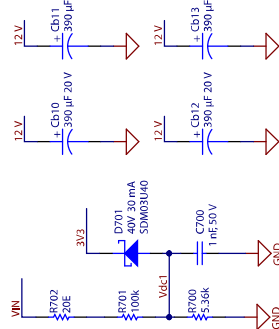 12 V
Cb11
390 µF
12 V
Cb13
390 µF
12 V
Cb10
390 µF 20 V
12 V
Cb12
390 µF 20 V
3V3
D701
40V 30 mA
SDM03U40
C700
1 nF, 50 V
GND
VIN
R702
20E
R701
100k
Vdc1
R700
5.36k
GND